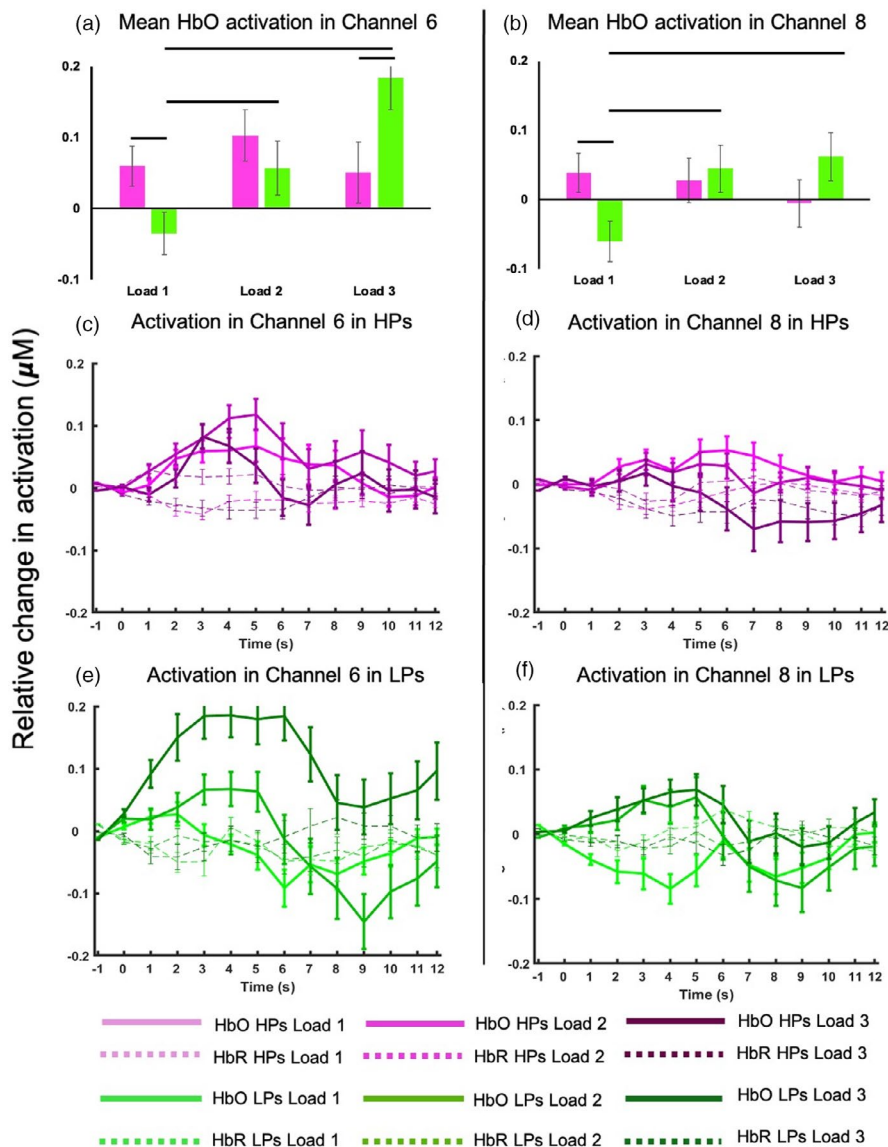 (a) Mean HbO activation in Channel 6
0.2
0.1
0
-0.1
Load 1 Load 2 Load 3
(b) Mean HbO activation in Channel 8
0.2
0.1
0
-0.1
Load 1 Load 2 Load 3
Relative change in activation (μM)
(c) Activation in Channel 6 in HPs
0.2
0.1
0
-0.1
-0.2
-1 0 1 2 3 4 5 6 7 8 9 10 11 12
Time (s)
(d) Activation in Channel 8 in HPs
0.2
0.1
0
-0.1
-0.2
-1 0 1 2 3 4 5 6 7 8 9 10 11 12
Time (s)
(e) Activation in Channel 6 in LPs
0.2
0.1
0
-0.1
-0.2
-1 0 1 2 3 4 5 6 7 8 9 10 11 12
Time (s)
(f) Activation in Channel 8 in LPs
0.2
0.1
0
-0.1
-0.2
-1 0 1 2 3 4 5 6 7 8 9 10 11 12
Time (s)
HbO HPs Load 1 HbO HPs Load 2 HbO HPs Load 3
HbR HPs Load 1 HbR HPs Load 2 HbR HPs Load 3
HbO LPs Load 1 HbO LPs Load 2 HbO LPs Load 3
HbR LPs Load 1 HbR LPs Load 2 HbR LPs Load 3